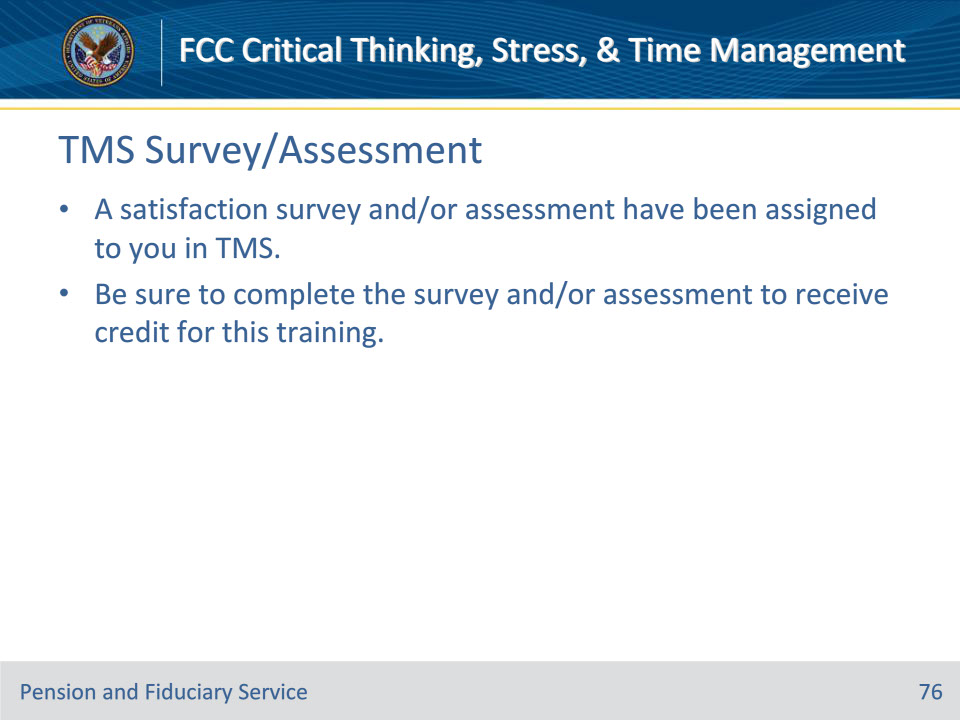 FCC Critical Thinking, Stress, & Time Management
TMS Survey/Assessment
• A satisfaction survey and/or assessment have been assigned
to you in TMS.
• Be sure to complete the survey and/or assessment to receive
credit for this training.
Pension and Fiduciary Service
76